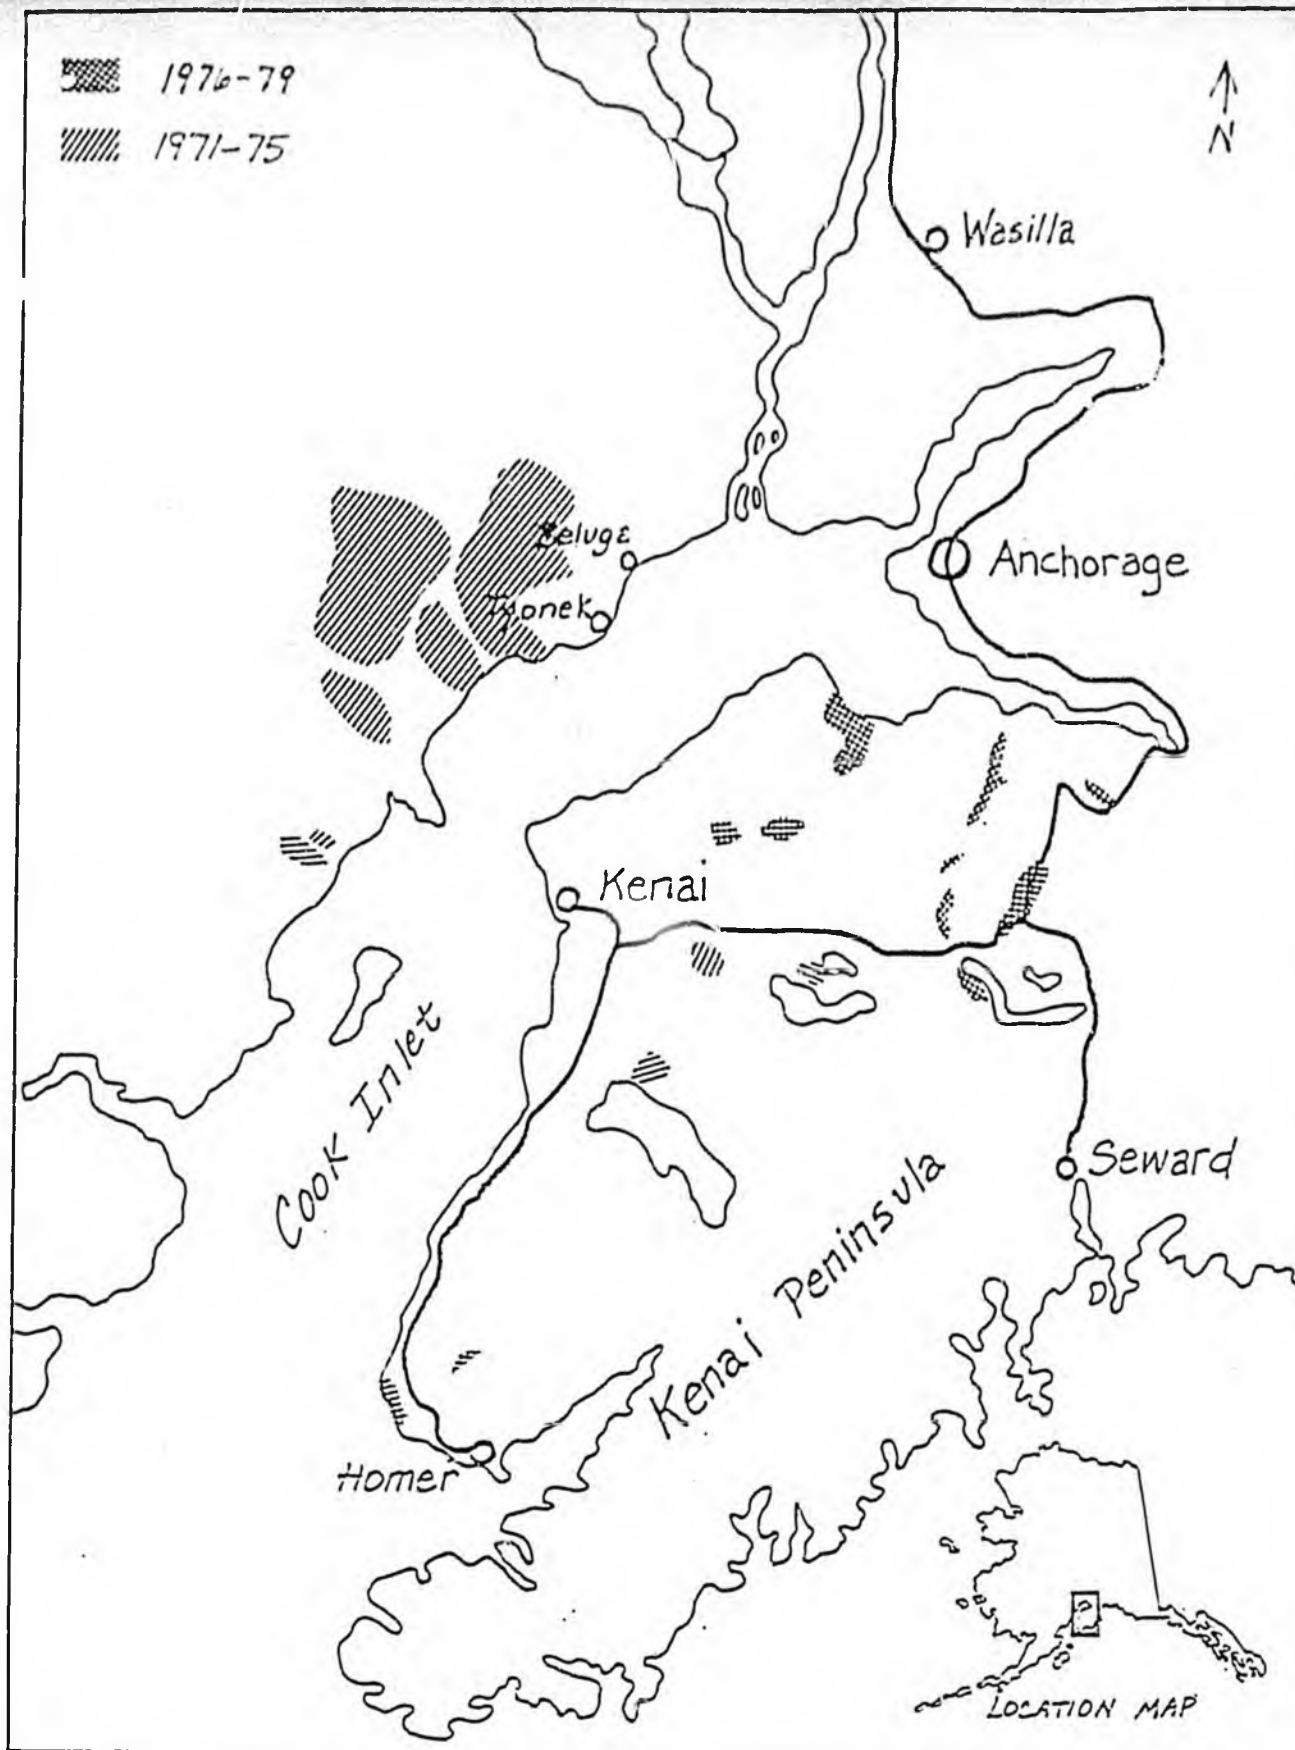 1976-79
1971-75
N
Wasilla
Beluga
Anchorage
Tyonek
Kenai
Cook Inlet
Seward
Kenai Peninsula
Homer
LOCATION MAP